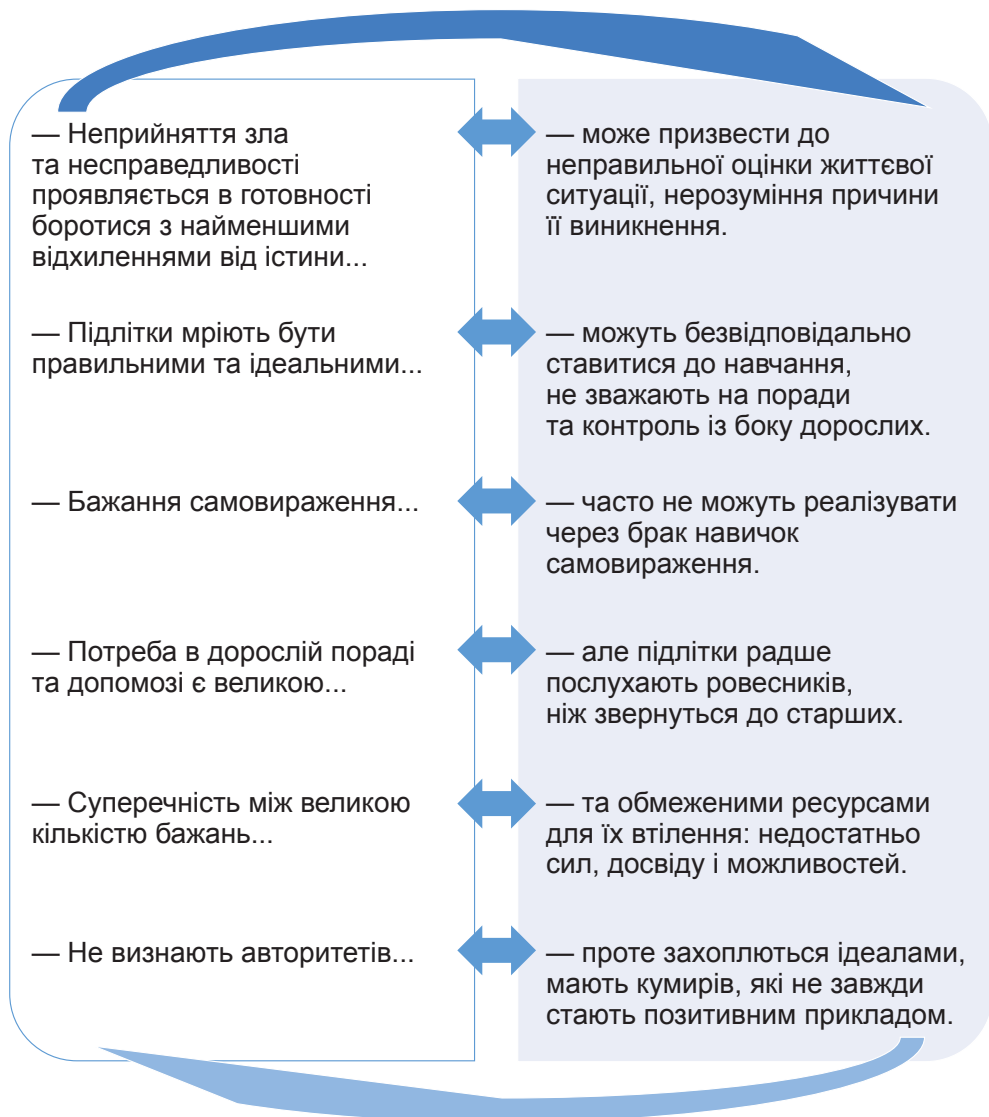 — Неприйняття зла
та несправедливості
проявляється в готовності
боротися з найменшими
відхиленнями від істини...
— може призвести до
неправильної оцінки життєвої
ситуації, нерозуміння причини
її виникнення.
— Підлітки мріють бути
правильними та ідеальними...
— можуть безвідповідально
ставитися до навчання,
не зважають на поради
та контроль із боку дорослих.
— Бажання самовираження...
— часто не можуть реалізувати
через брак навичок
самовираження.
— Потреба в дорослій пораді
та допомозі є великою...
— але підлітки радше
послухають ровесників,
ніж звернуться до старших.
— Суперечність між великою
кількістю бажань...
— та обмеженими ресурсами
для їх втілення: недостатньо
сил, досвіду і можливостей.
— Не визнають авторитетів...
— проте захоплюються ідеалами,
мають кумирів, які не завжди
стають позитивним прикладом.